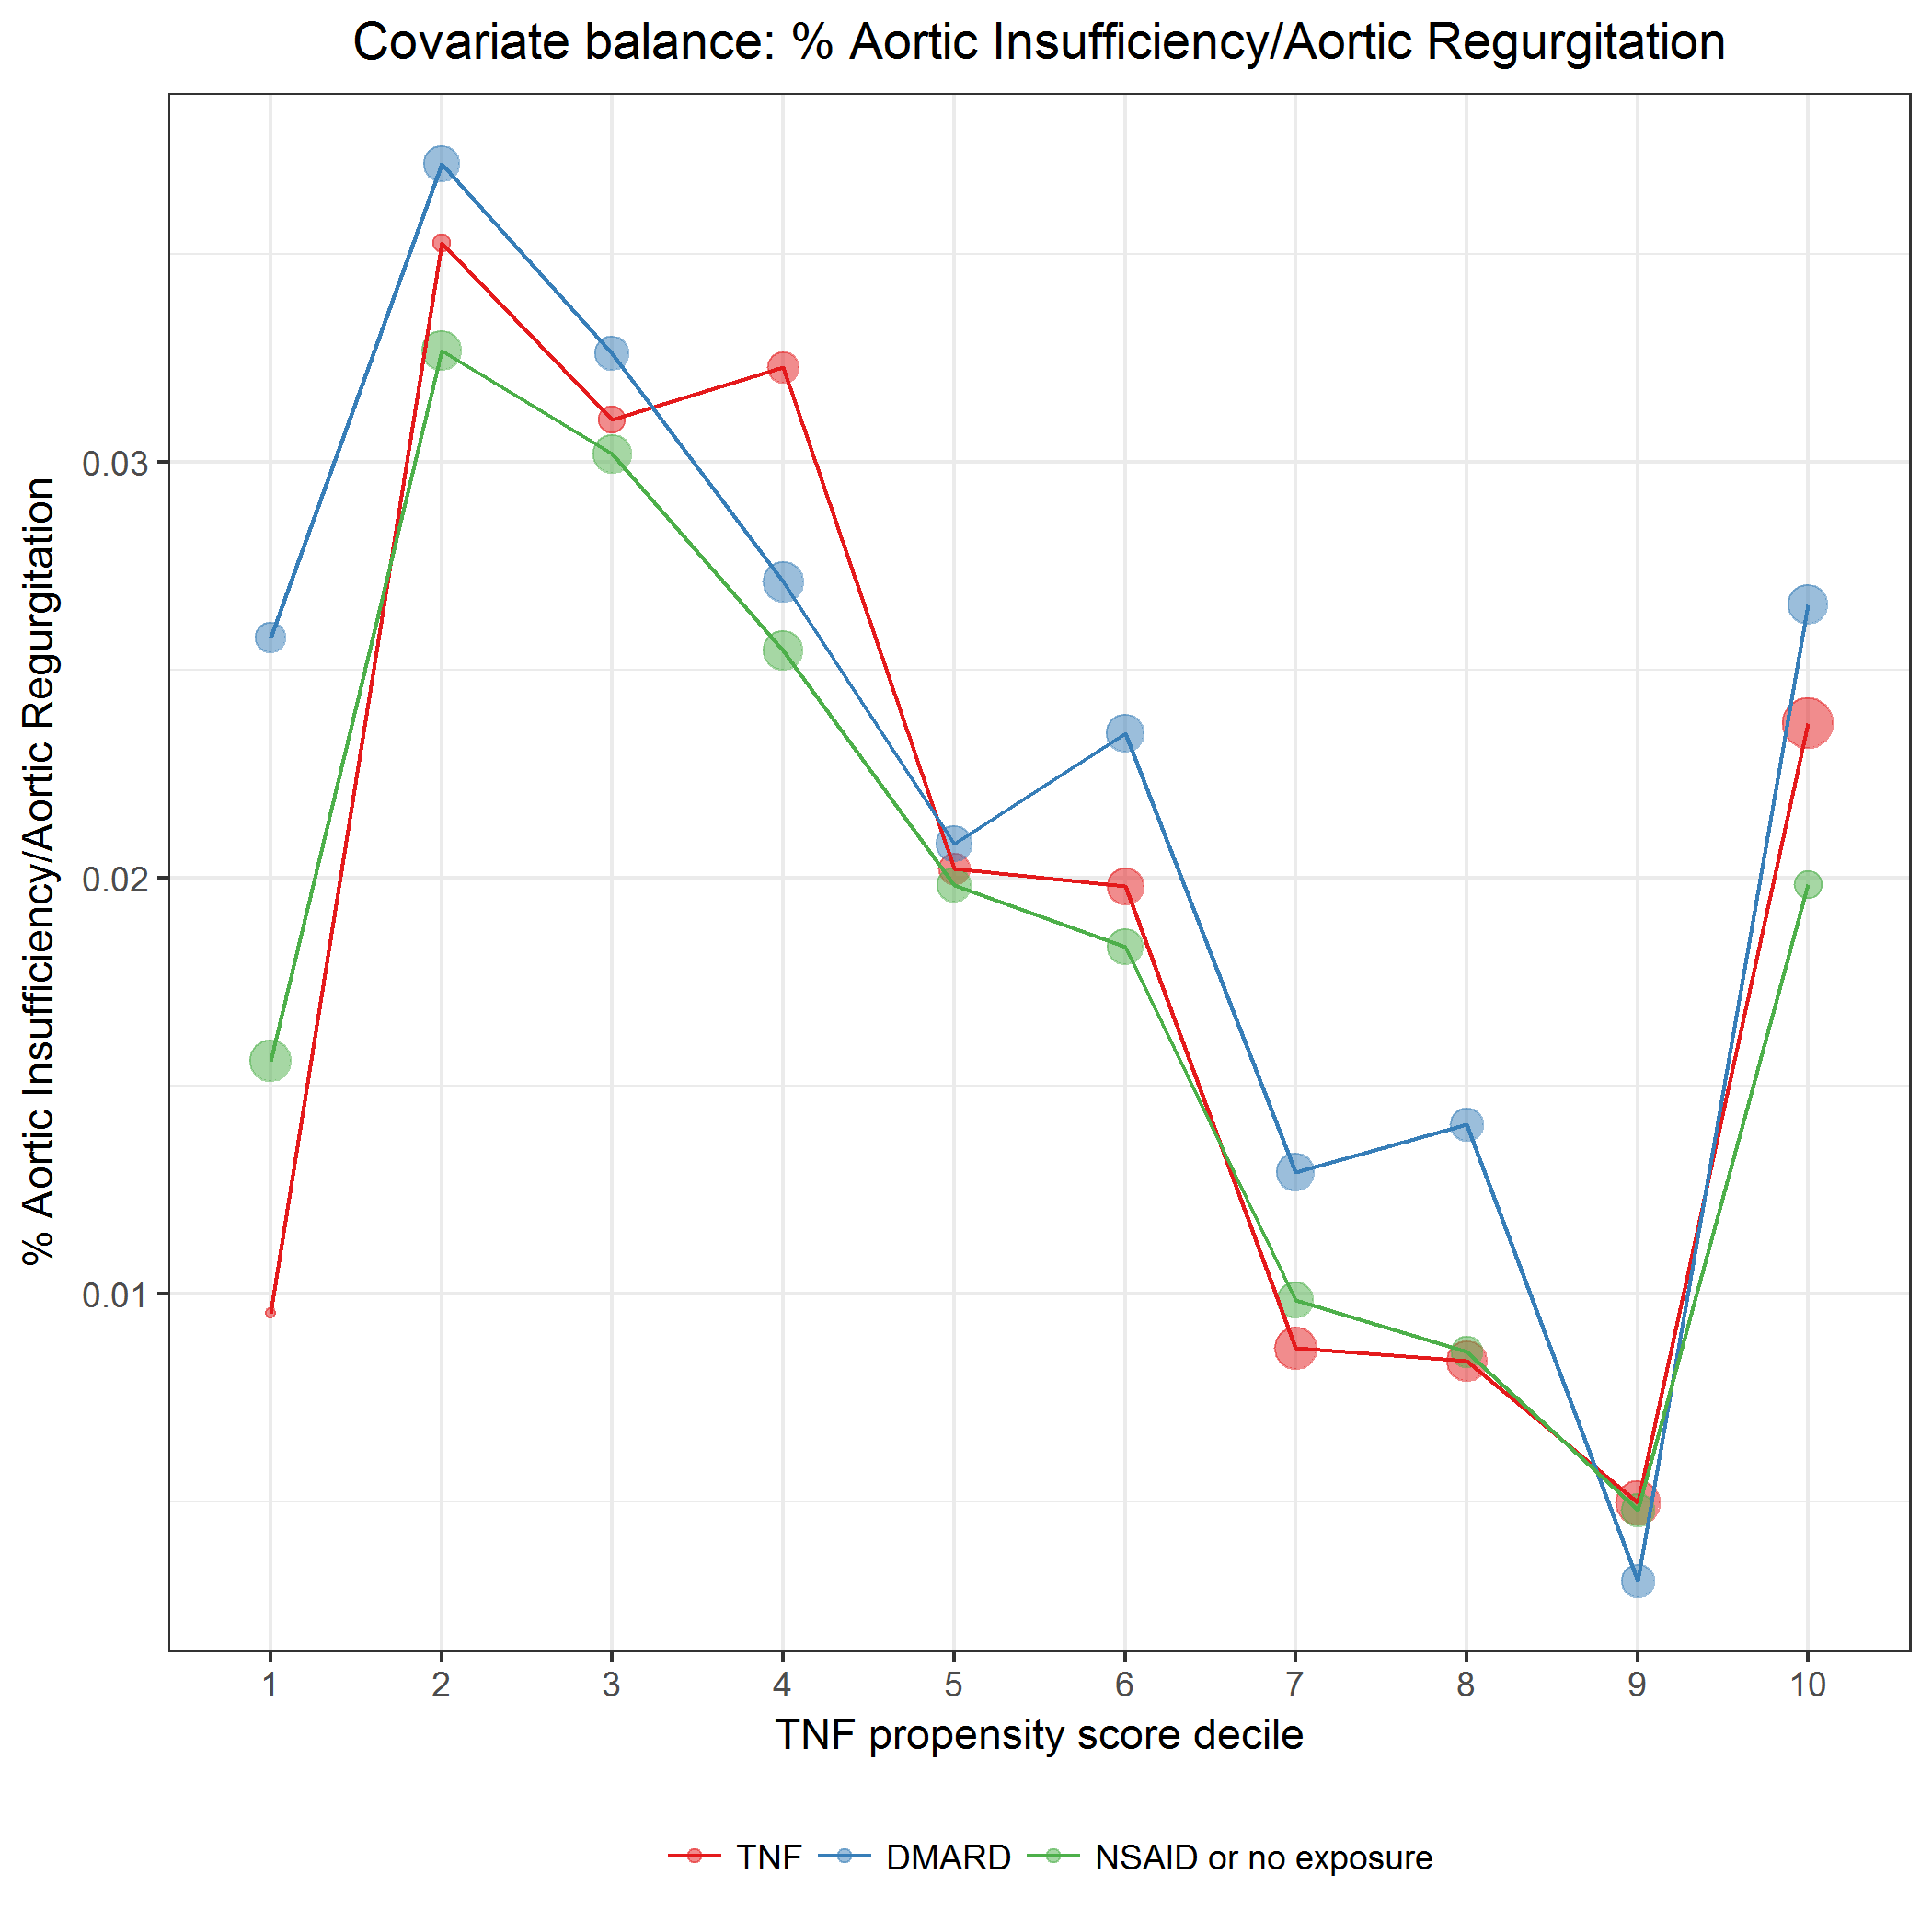 Covariate balance: % Aortic Insufficiency/Aortic Regurgitation
% Aortic Insufficiency/Aortic Regurgitation
0.03
0.02
0.01
1 2 3 4 5 6 7 8 9 10
TNF propensity score decile
TNF DMARD NSAID or no exposure